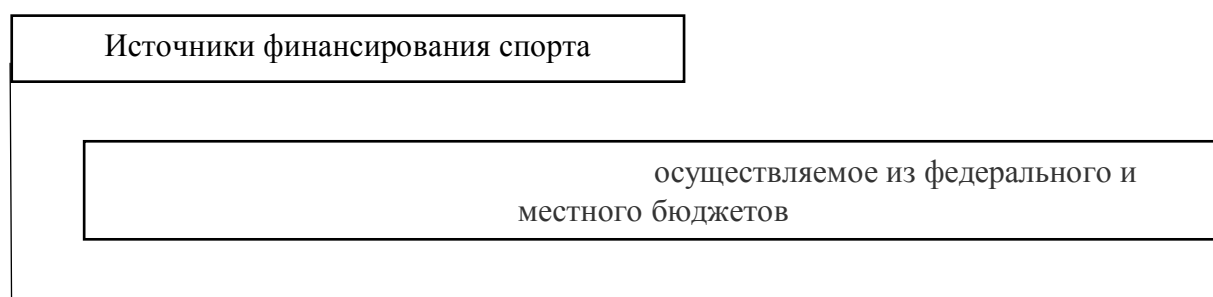 Источники финансирования спорта
осуществляемое из федерального и
местного бюджетов